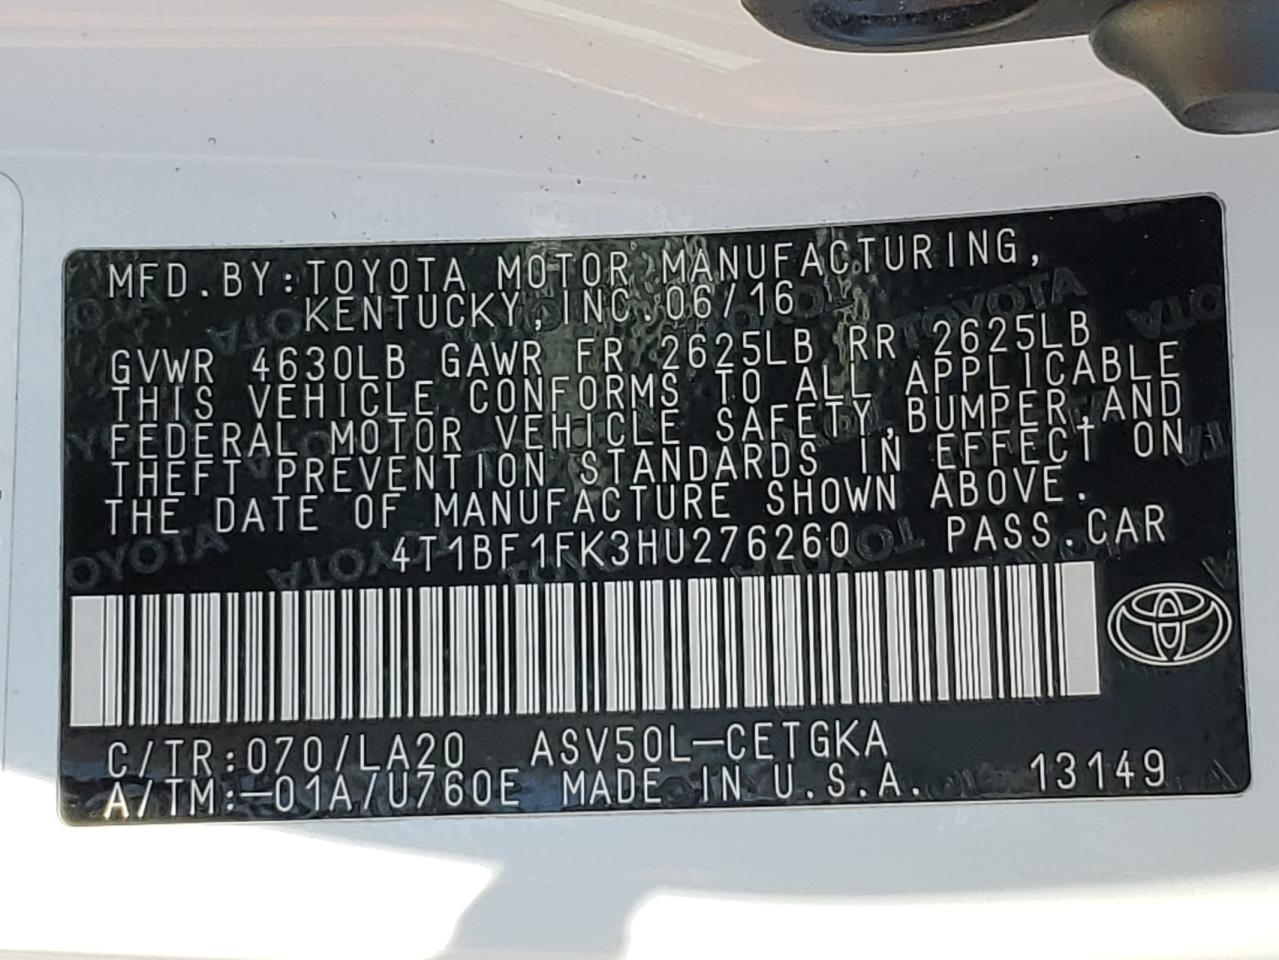 MFD.BY:TOYOTA MOTOR MANUFACTURING,
KENTUCKY,INC.06/16
GVWR 4630LB GAWR FR 2625LB RR 2625LB
THIS VEHICLE CONFORMS TO ALL APPLICABLE
FEDERAL MOTOR VEHICLE SAFETY,BUMPER,AND
THEFT PREVENTION STANDARDS IN EFFECT ON
THE DATE OF MANUFACTURE SHOWN ABOVE.
4T1BF1FK3HU276260 PASS.CAR
C/TR:070/LA20 ASV50L-CETGKA
A/TM:-01A/U760E MADE IN U.S.A. 13149